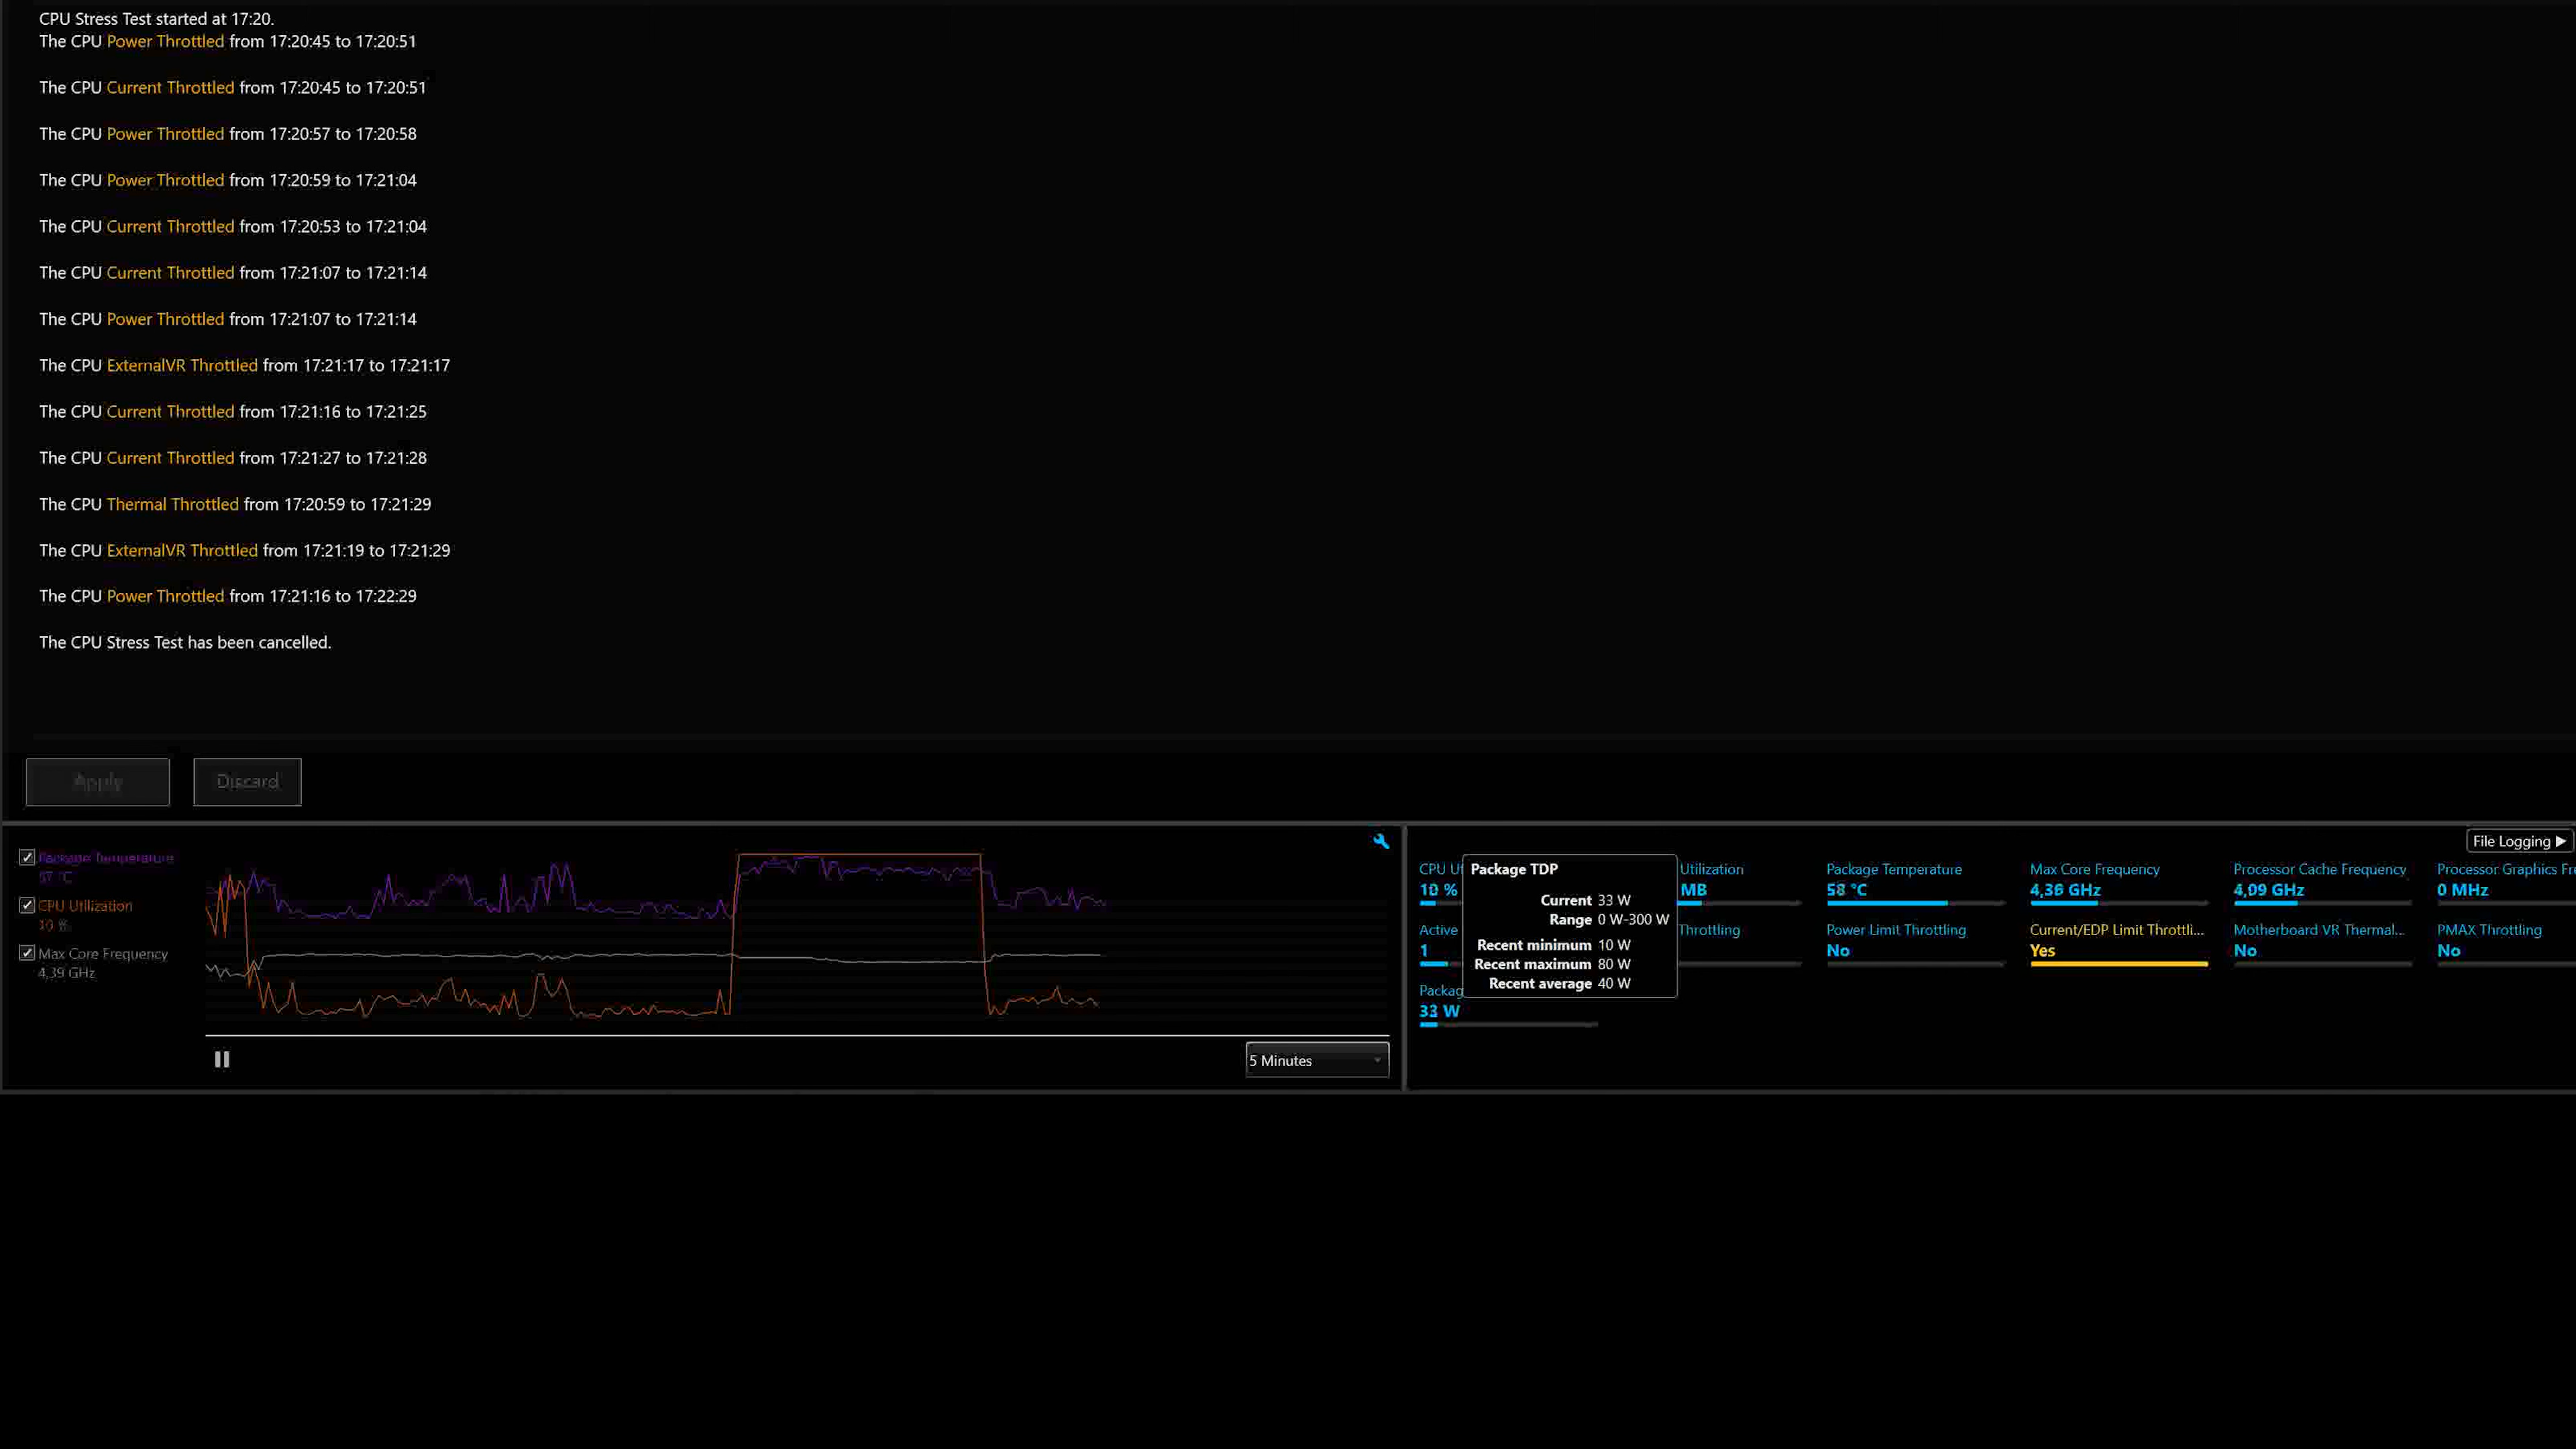 CPU Stress Test started at 17:20.
The CPU Power Throttled from 17:20:45 to 17:20:51
The CPU Current Throttled from 17:20:45 to 17:20:51
The CPU Power Throttled from 17:20:57 to 17:20:58
The CPU Power Throttled from 17:20:59 to 17:21:04
The CPU Current Throttled from 17:20:53 to 17:21:04
The CPU Current Throttled from 17:21:07 to 17:21:14
The CPU Power Throttled from 17:21:07 to 17:21:14
The CPU ExternalVR Throttled from 17:21:17 to 17:21:17
The CPU Current Throttled from 17:21:16 to 17:21:25
The CPU Current Throttled from 17:21:27 to 17:21:28
The CPU Thermal Throttled from 17:20:59 to 17:21:29
The CPU ExternalVR Throttled from 17:21:19 to 17:21:29
The CPU Power Throttled from 17:21:16 to 17:22:29
The CPU Stress Test has been cancelled.
Apply Discard
Package Temperature
°C
CPU Utilization
10 %
Max Core Frequency
4,39 GHz
5 Minutes
File Logging
CPU Ut
10 %
Utilization
MB
Package Temperature
58 °C
Max Core Frequency
4,36 GHz
Processor Cache Frequency
4,09 GHz
Processor Graphics Fre
0 MHz
Active
1
Throttling
Power Limit Throttling
No
Current/EDP Limit Throttli...
Yes
Motherboard VR Thermal...
No
PMAX Throttling
No
Packag
33 W
Package TDP
Current 33 W
Range 0 W-300 W
Recent minimum 10 W
Recent maximum 80 W
Recent average 40 W